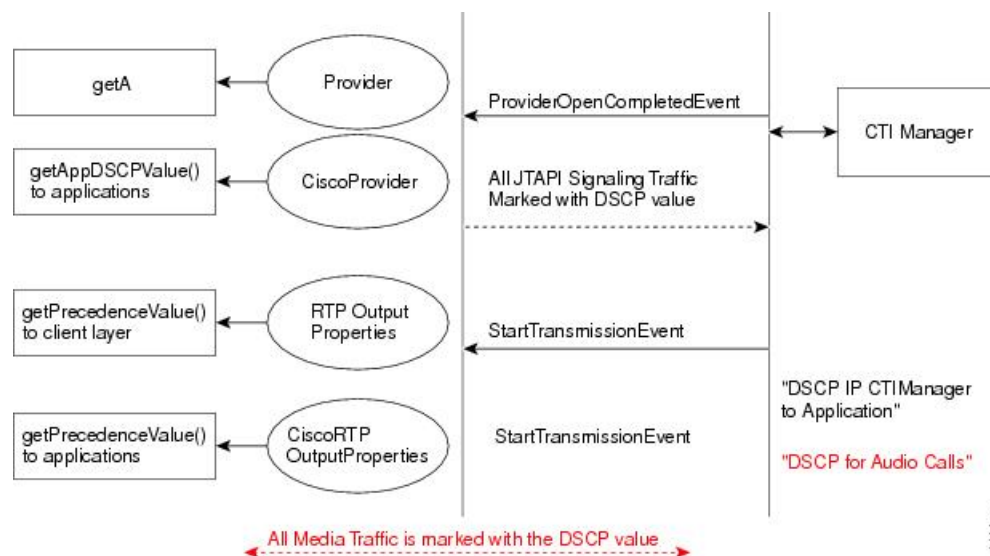 getA
Provider
ProviderOpenCompletedEvent
CTI Manager
getAppDSCPValue()
to applications
CiscoProvider
All JTAPI Signaling Traffic
Marked with DSCP value
getPrecedenceValue()
to client layer
RTP Output
Properties
StartTransmissionEvent
"DSCP IP CTIManager
to Application"
getPrecedenceValue()
to applications
CiscoRTP
OutputProperties
StartTransmissionEvent
"DSCP for Audio Calls"
All Media Traffic is marked with the DSCP value